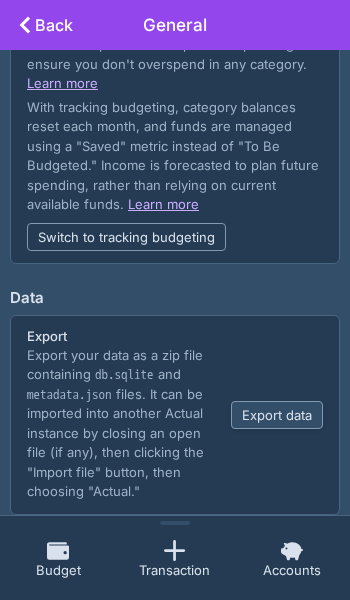 Back
General
ensure you don't overspend in any category.
Learn more
With tracking budgeting, category balances
reset each month, and funds are managed
using a "Saved" metric instead of "To Be
Budgeted." Income is forecasted to plan future
spending, rather than relying on current
available funds. Learn more
Switch to tracking budgeting
Data
Export
Export your data as a zip file
containing db.sqlite and
metadata.json files. It can be
imported into another Actual
instance by closing an open
file (if any), then clicking the
"Import file" button, then
choosing "Actual."
Export data
Budget
Transaction
Accounts